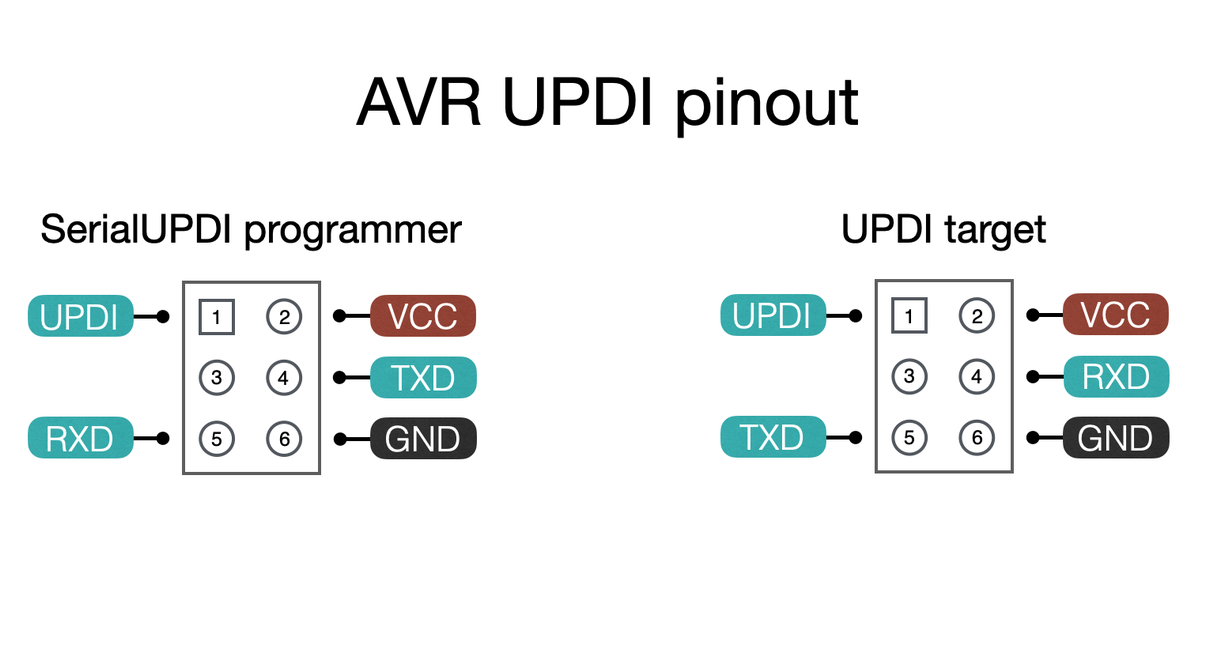 AVR UPDI pinout
SerialUPDI programmer
UPDI 1 2 VCC
3 4 TXD
RXD 5 6 GND
UPDI target
UPDI 1 2 VCC
3 4 RXD
TXD 5 6 GND